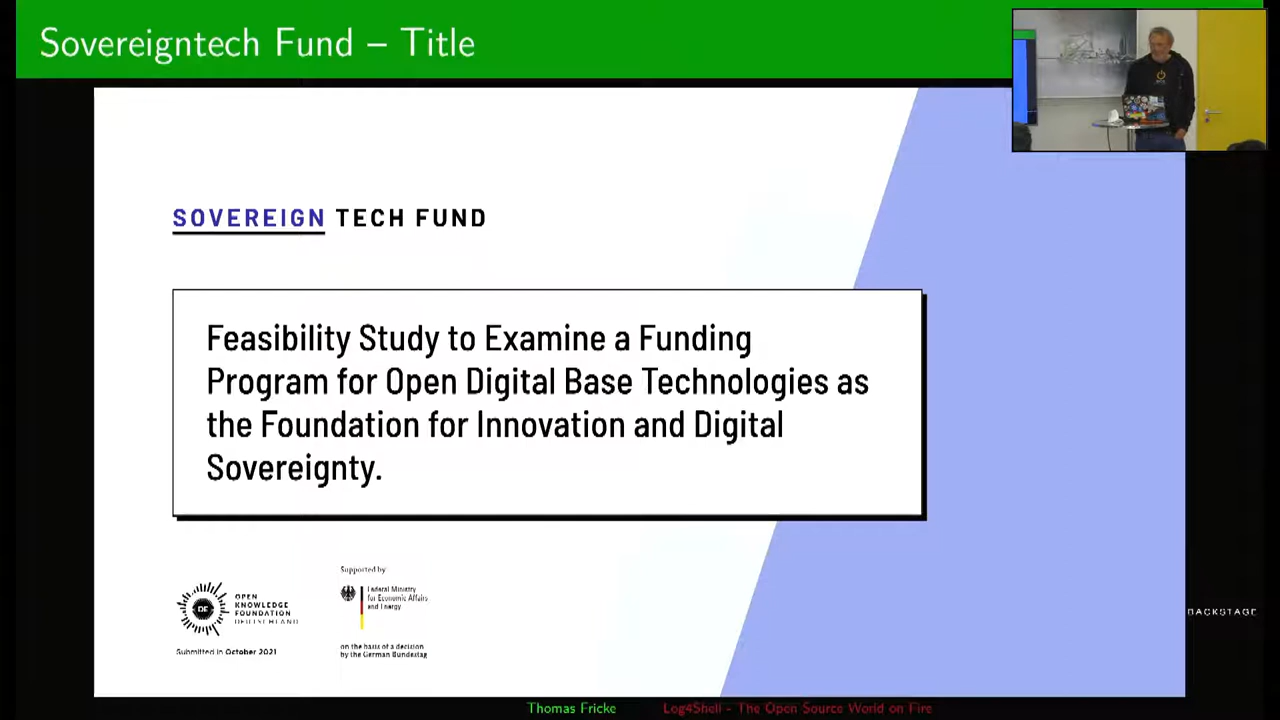 Sovereigntech Fund – Title
SOVEREIGN TECH FUND
Feasibility Study to Examine a Funding
Program for Open Digital Base Technologies as
the Foundation for Innovation and Digital
Sovereignty.
DE
OPEN
KNOWLEDGE
FOUNDATION
DEUTSCHLAND
Submitted in October 2021
Supported by
Federal Ministry
for Economic Affairs
and Energy
on the basis of a decision
by the German Bundestag
BACKSTAGE
Thomas Fricke Log4Shell - The Open Source World on Fire